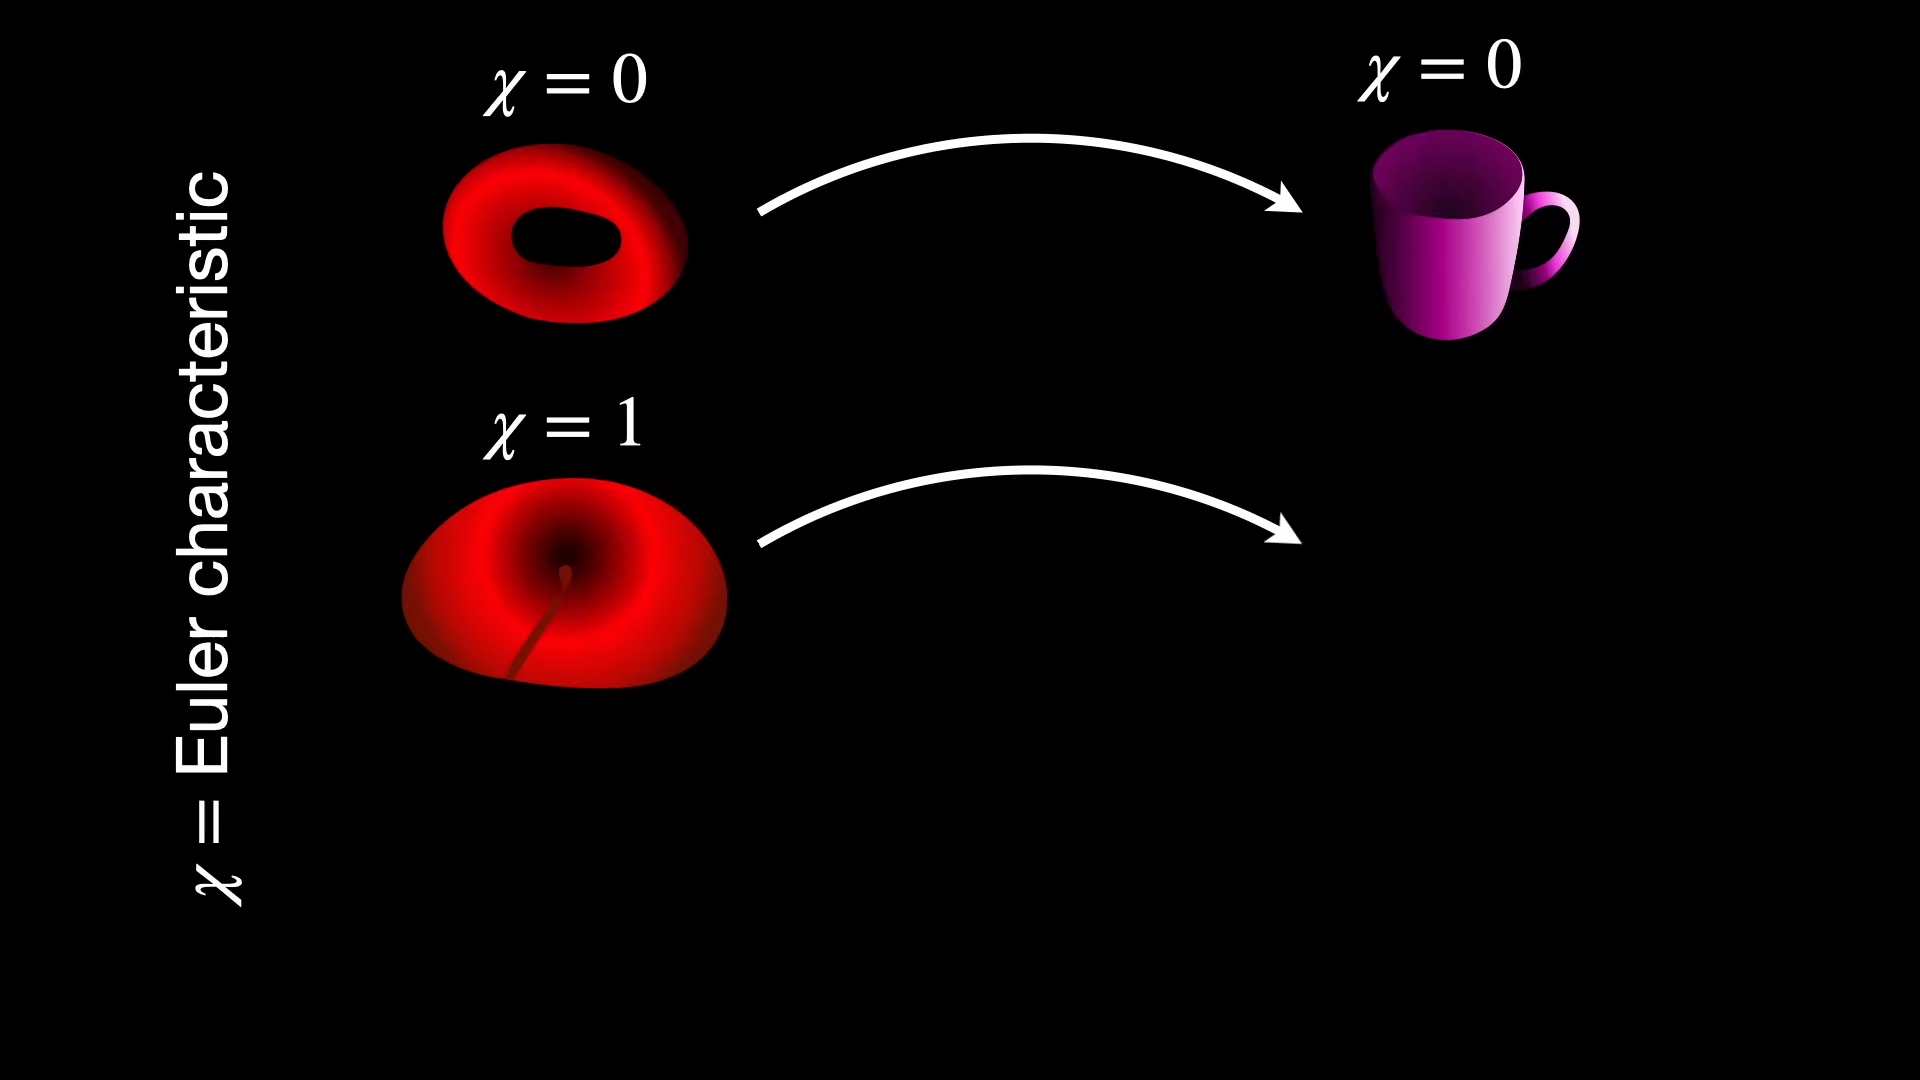 χ = Euler characteristic
χ = 0
χ = 0
χ = 1